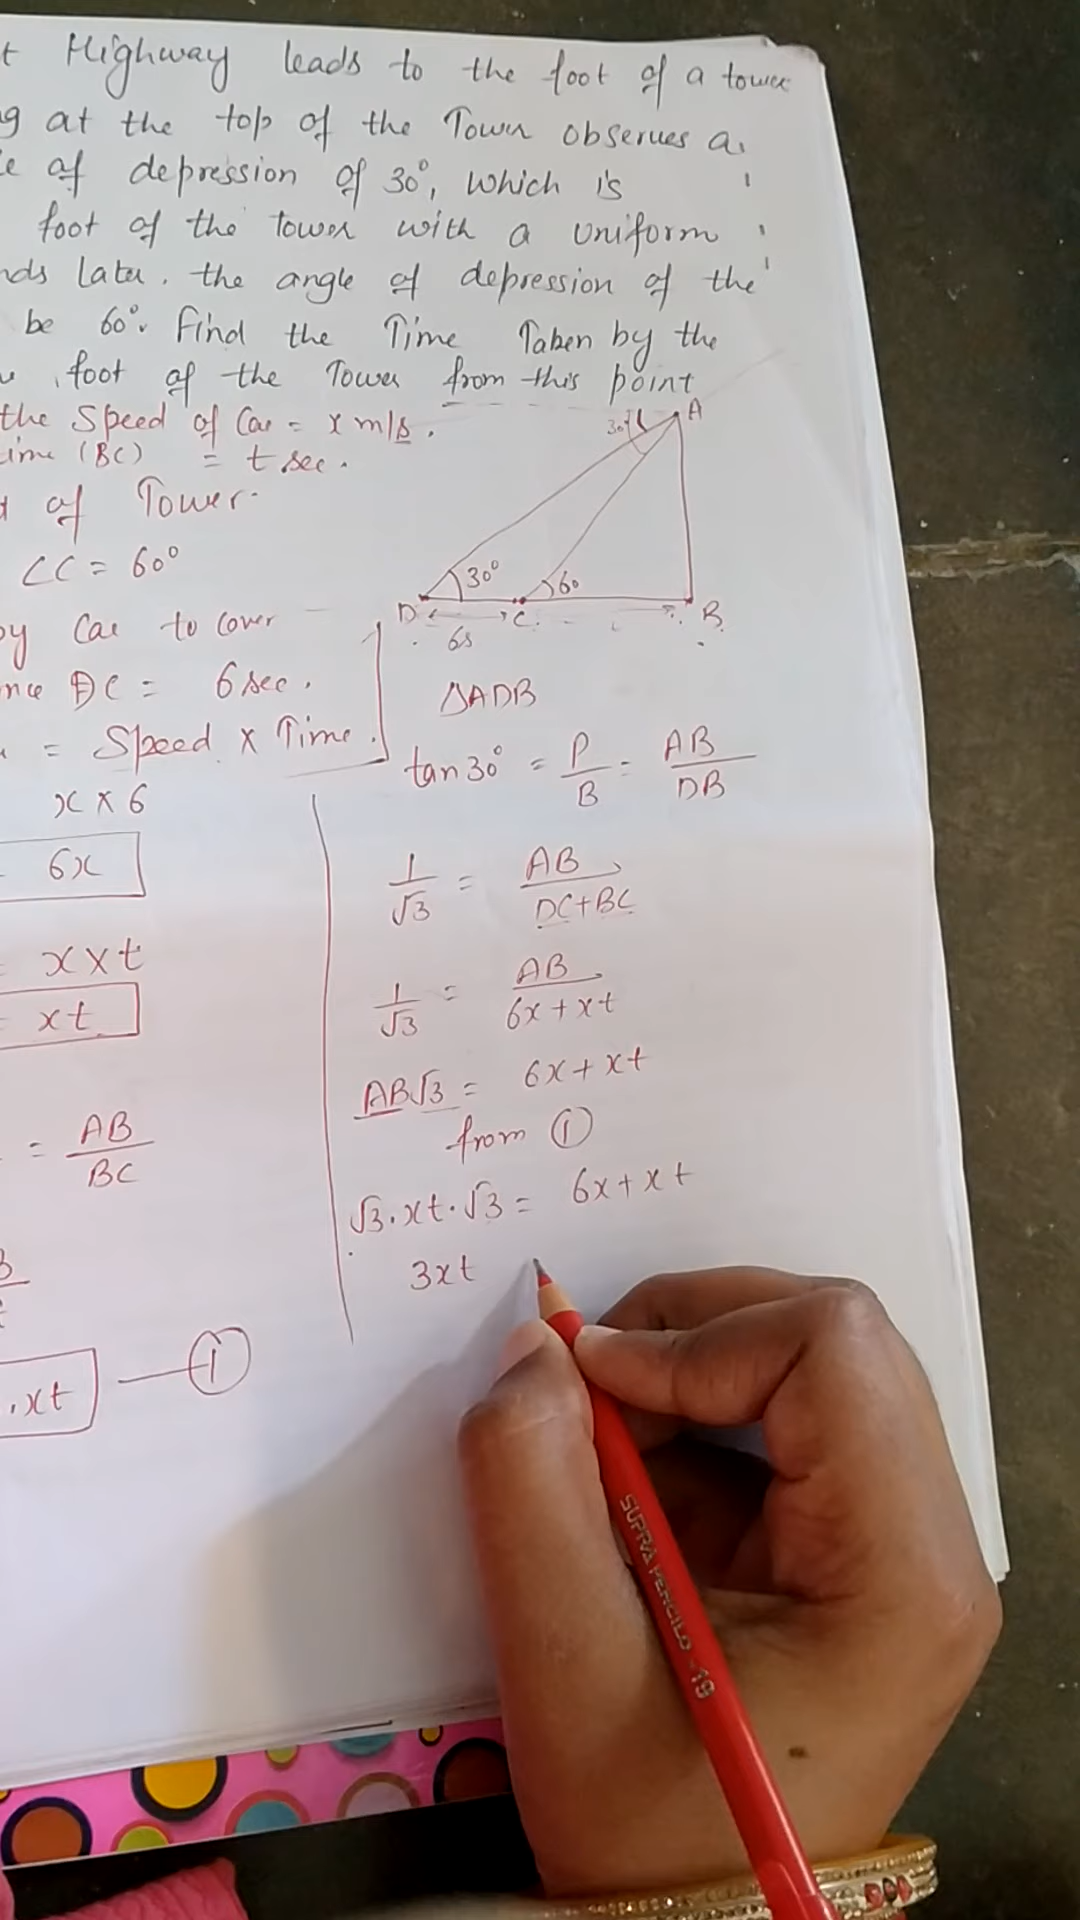 Highway leads to the foot of a tower
at the top of the Tower observes a
of depression of 30°, which is
foot of the tower with a uniform
later. the angle of depression of the
be 60°. Find the Time Taken by the
foot of the Tower from this point
the Speed of Car = x m/s.
(BC) = t sec.
of Tower.
∠C = 60°
by Car to cover
DC = 6 sec.
= Speed × Time.
x × 6
6x
= x×t
xt
= AB/BC
.xt ①
A
30°
30°
60
D C. B
6s
△ADB
tan30° = P/B = AB/DB
1/√3 = AB/DC+BC
1/√3 = AB/6x+xt
AB√3 = 6x+xt
from ①
√3.xt.√3 = 6x+xt
3xt
SUPRA PENCILO -19